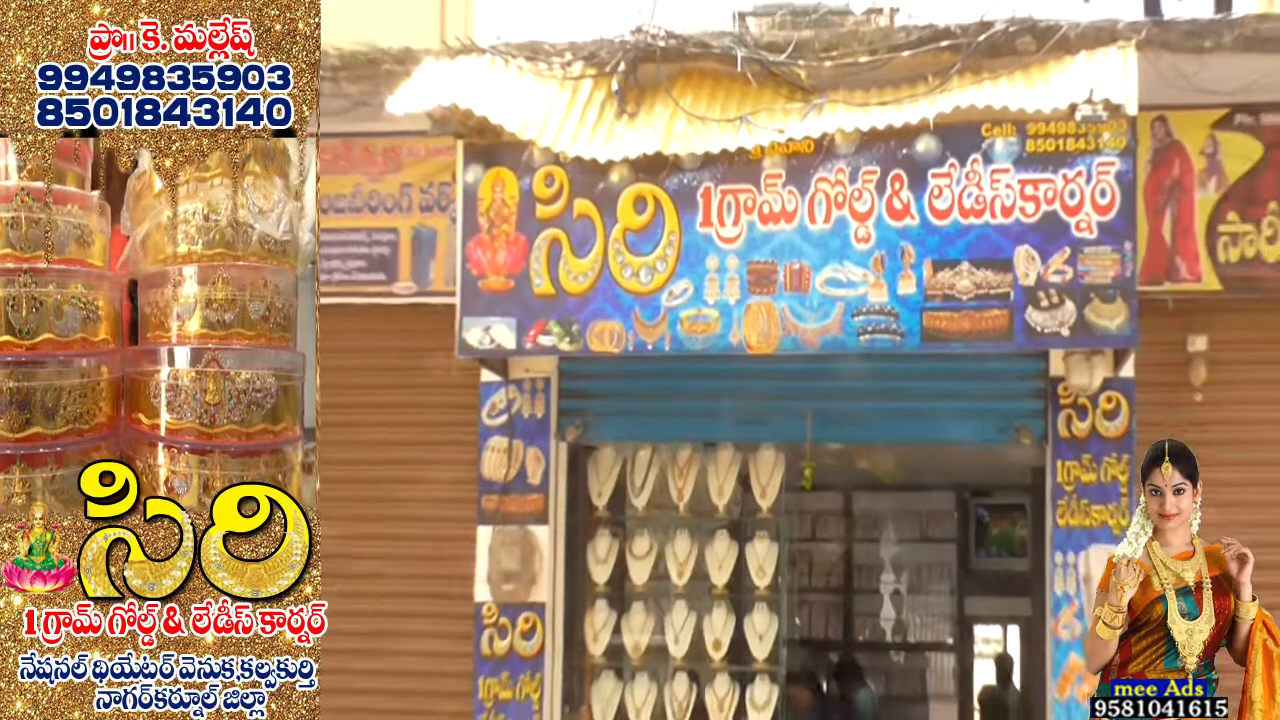 ప్రొ॥ కె. మల్లేష్
9949835903
8501843140
సిరి
1గ్రామ్ గోల్డ్ & లేడీస్ కార్నర్
నేషనల్ థియేటర్ వెనుక,కల్వకుర్తి
నాగర్‌కర్నూల్ జిల్లా
Cell: 9949835903
8501843140
సిరి
1గ్రామ్ గోల్డ్ & లేడీస్‌కార్నర్
సిరి
1గ్రామ్ గోల్డ్
లేడీస్‌కార్నర్
సిరి
1గ్రామ్ గోల్డ్
mee Ads
9581041615